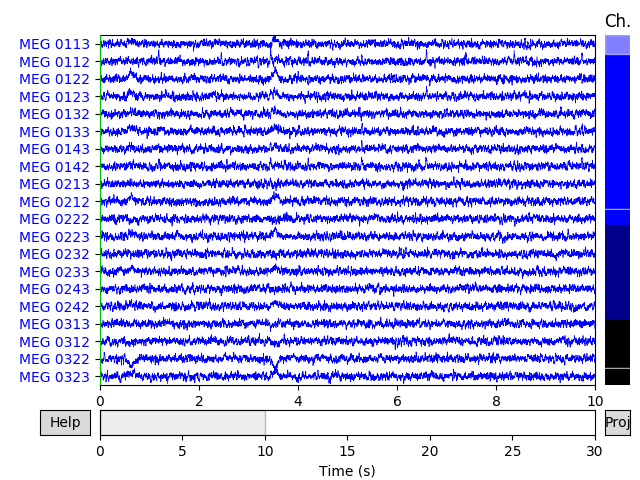 Ch.
MEG 0113
MEG 0112
MEG 0122
MEG 0123
MEG 0132
MEG 0133
MEG 0143
MEG 0142
MEG 0213
MEG 0212
MEG 0222
MEG 0223
MEG 0232
MEG 0233
MEG 0243
MEG 0242
MEG 0313
MEG 0312
MEG 0322
MEG 0323
0 2 4 6 8 10
Help
Proj
0 5 10 15 20 25 30
Time (s)